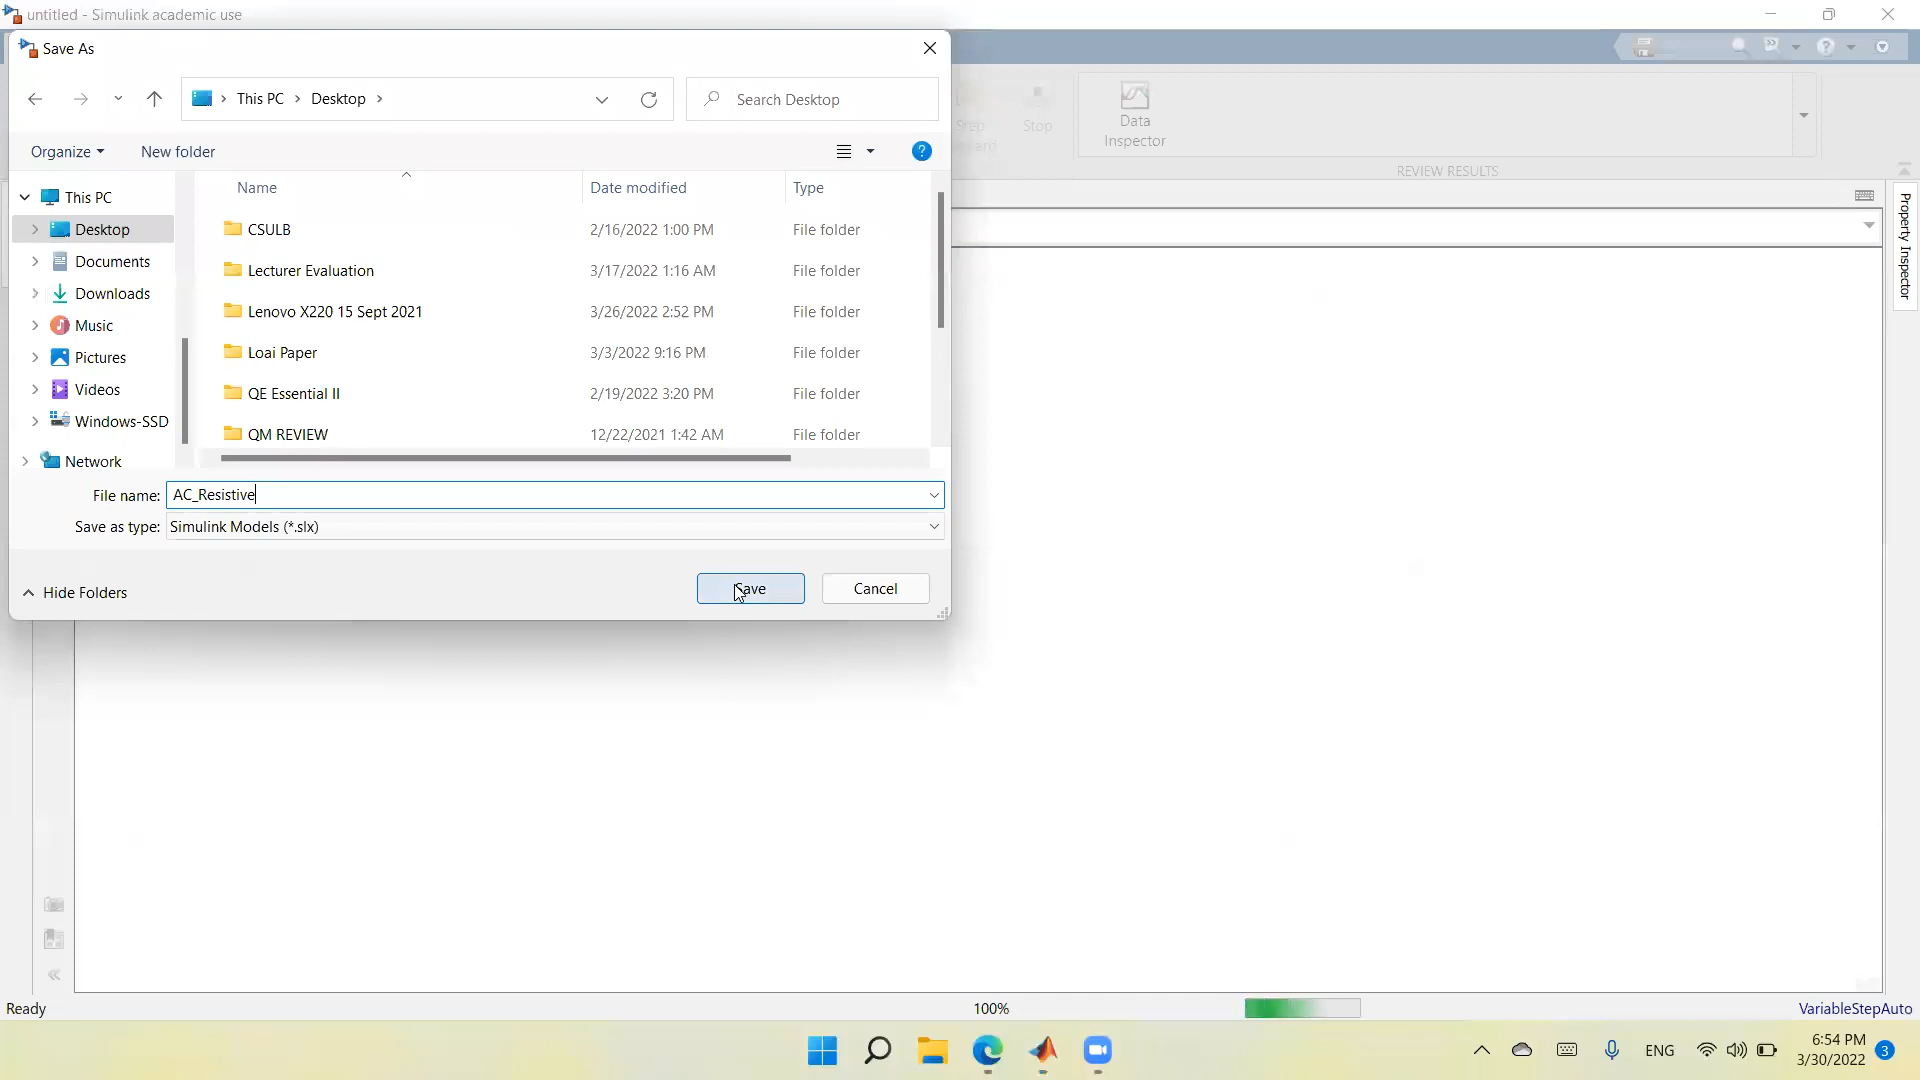 untitled - Simulink academic use
Save As
This PC
Desktop
Search Desktop
Organize
New folder
Name
Date modified
Type
This PC
Desktop
Documents
Downloads
Music
Pictures
Videos
Windows-SSD
Network
CSULB 2/16/2022 1:00 PM File folder
Lecturer Evaluation 3/17/2022 1:16 AM File folder
Lenovo X220 15 Sept 2021 3/26/2022 2:52 PM File folder
Loai Paper 3/3/2022 9:16 PM File folder
QE Essential II 2/19/2022 3:20 PM File folder
QM REVIEW 12/22/2021 1:42 AM File folder
File name: AC_Resistive
Save as type: Simulink Models (*.slx)
Hide Folders
Save
Cancel
Step
Stop
Data
Inspector
REVIEW RESULTS
Property Inspector
Ready
100%
VariableStepAuto
ENG
6:54 PM
3/30/2022
3